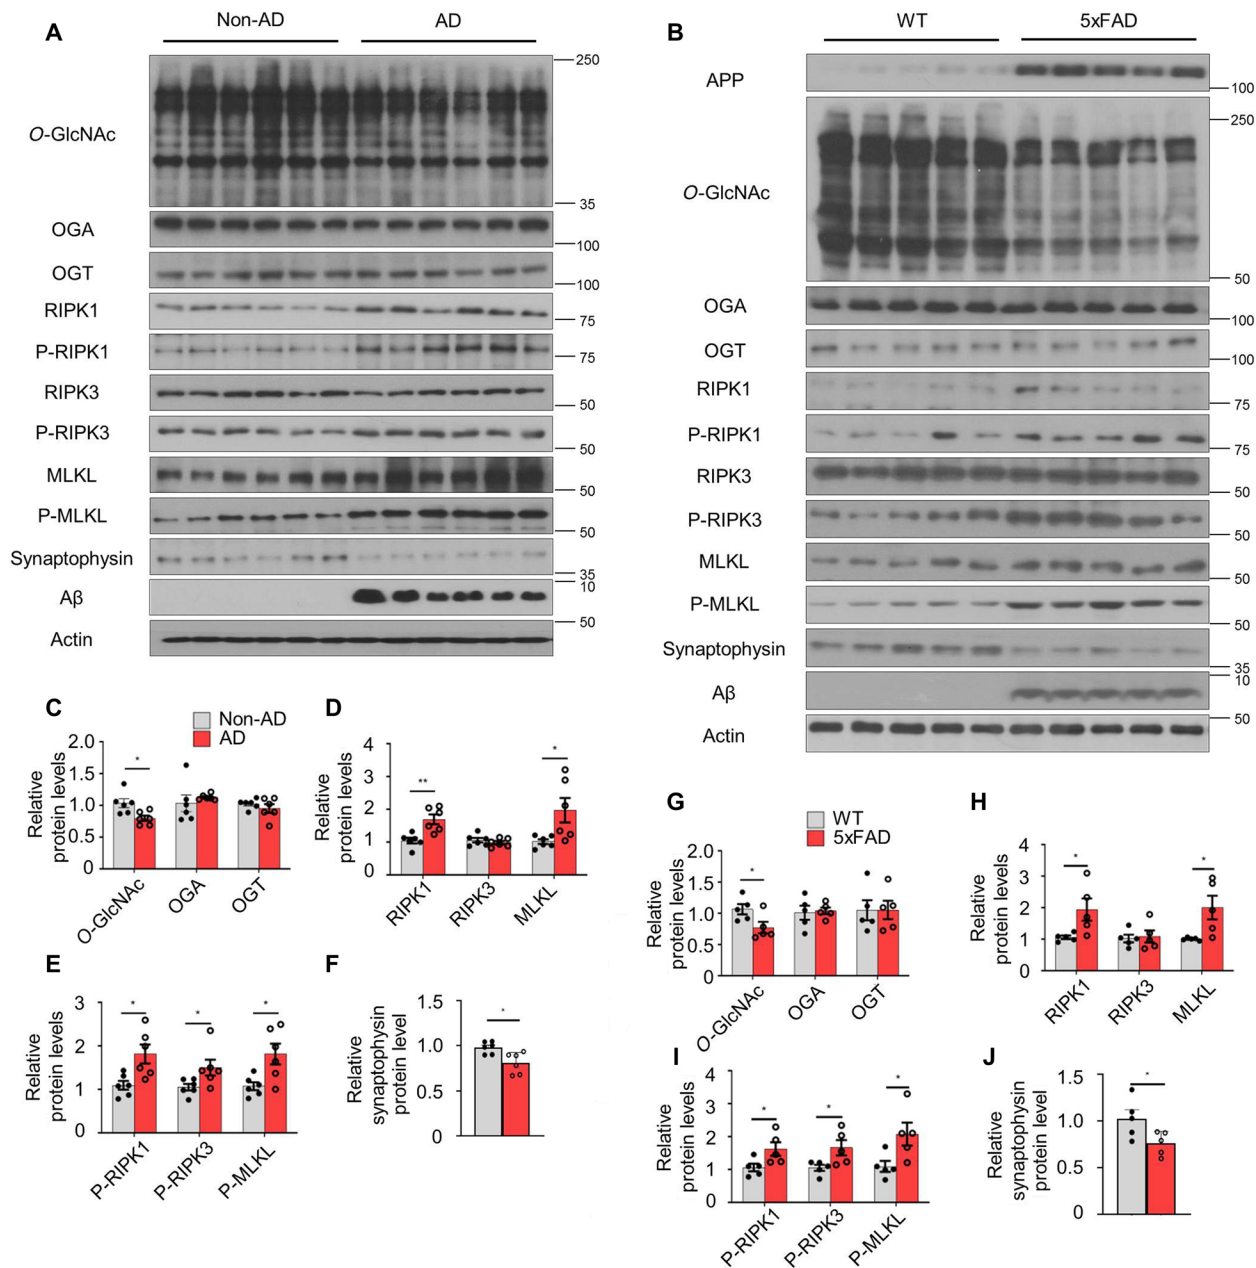 A
Non-AD
AD
O-GlcNAc
250
35
OGA
100
OGT
100
RIPK1
75
P-RIPK1
75
RIPK3
50
P-RIPK3
50
MLKL
50
P-MLKL
50
Synaptophysin
35
Aβ
10
Actin
50
B
WT
5xFAD
APP
100
O-GlcNAc
250
50
OGA
100
OGT
100
RIPK1
75
P-RIPK1
75
RIPK3
50
P-RIPK3
50
MLKL
50
P-MLKL
50
Synaptophysin
35
Aβ
10
Actin
50
C
Non-AD
AD
Relative
protein levels
2.0
1.5
1.0
0.5
0
*
O-GlcNAc
OGA
OGT
D
Relative
protein levels
4
3
2
1
0
**
*
RIPK1
RIPK3
MLKL
E
Relative
protein levels
3
2
1
0
*
*
*
P-RIPK1
P-RIPK3
P-MLKL
F
Relative
synaptophysin
protein level
1.5
1.0
0.5
0
*
G
WT
5xFAD
Relative
protein levels
2.0
1.5
1.0
0.5
0
*
O-GlcNAc
OGA
OGT
H
Relative
protein levels
4
3
2
1
0
*
*
RIPK1
RIPK3
MLKL
I
Relative
protein levels
4
3
2
1
0
*
*
*
P-RIPK1
P-RIPK3
P-MLKL
J
Relative
synaptophysin
protein level
1.5
1.0
0.5
0
*